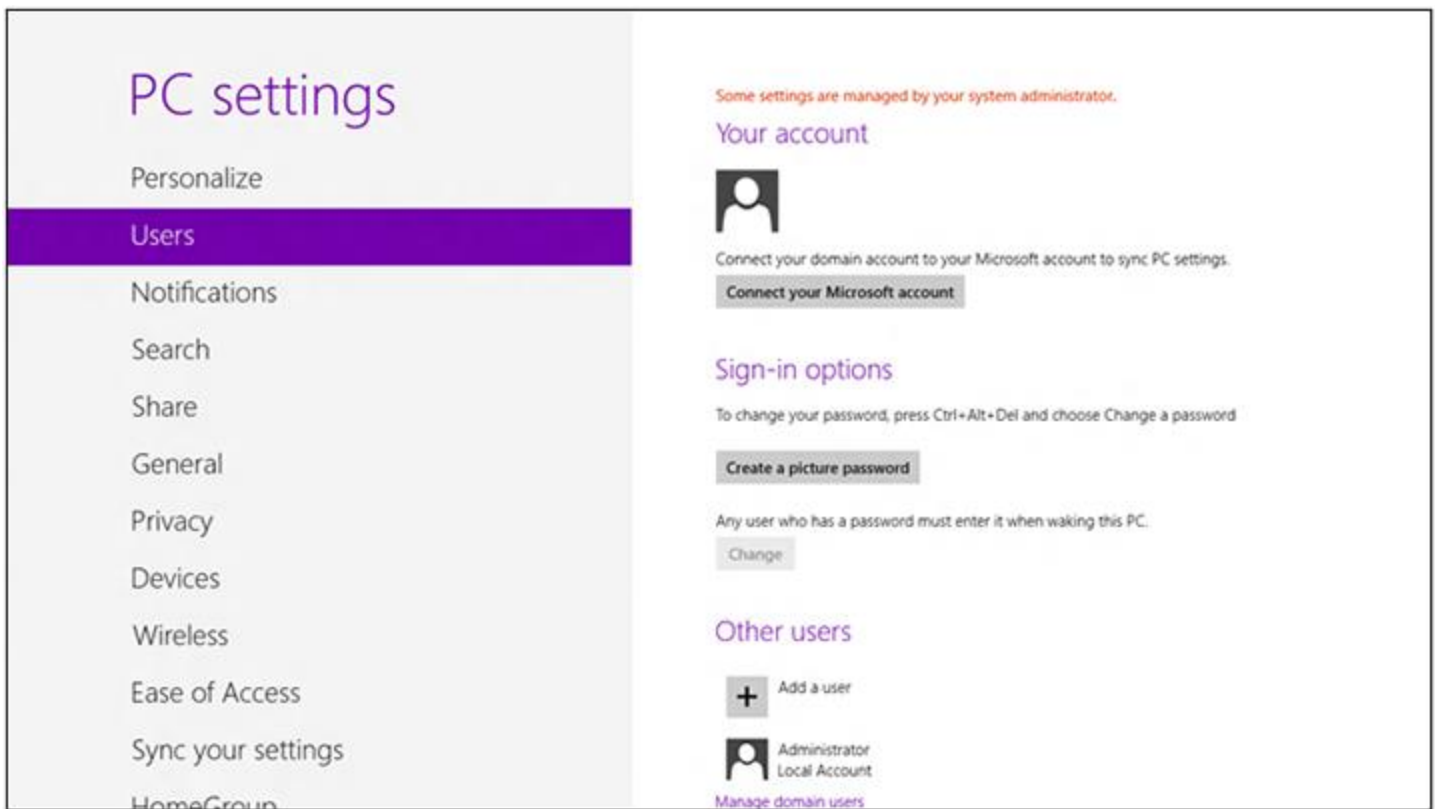 PC settings
Personalize
Users
Notifications
Search
Share
General
Privacy
Devices
Wireless
Ease of Access
Sync your settings
HomeGroup
Some settings are managed by your system administrator.
Your account
Connect your domain account to your Microsoft account to sync PC settings.
Connect your Microsoft account
Sign-in options
To change your password, press Ctrl+Alt+Del and choose Change a password
Create a picture password
Any user who has a password must enter it when waking this PC.
Change
Other users
+
Add a user
Administrator
Local Account
Manage domain users